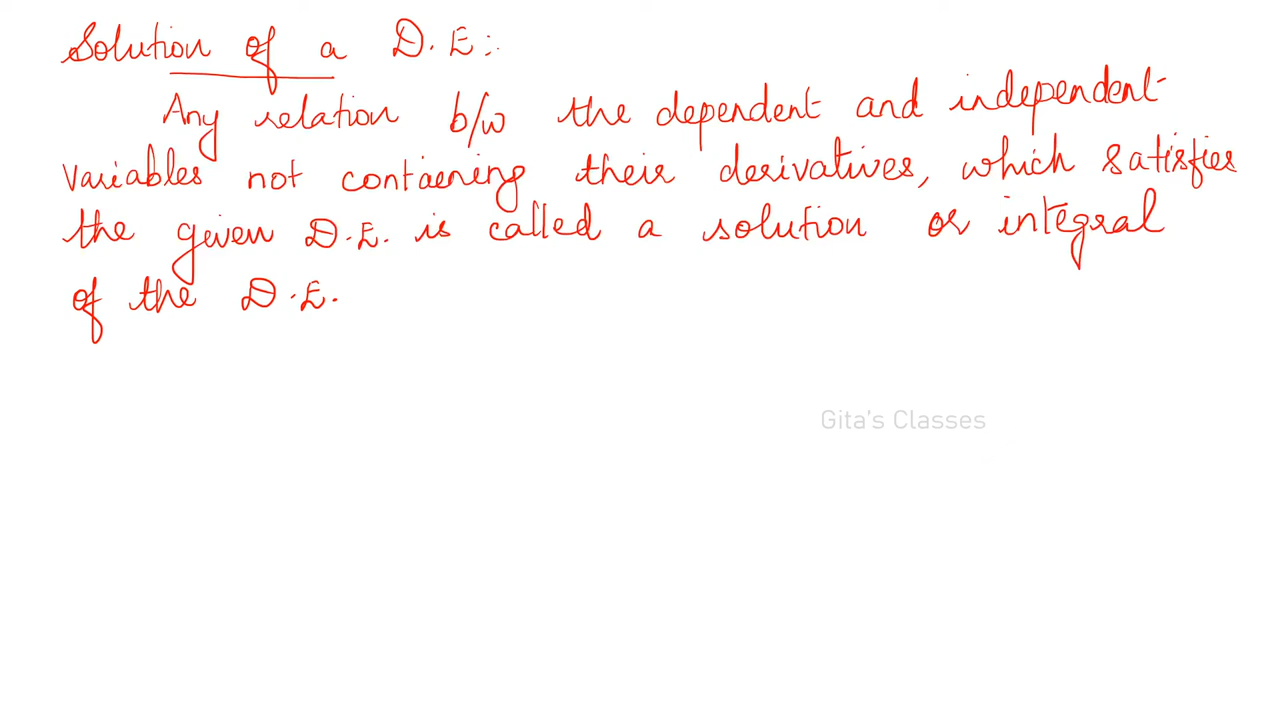 Solution of a D.E:
Any relation b/w the dependent and independent
variables not containing their derivatives, which satisfies
the given D.E. is called a solution or integral
of the D.E.
Gita's Classes